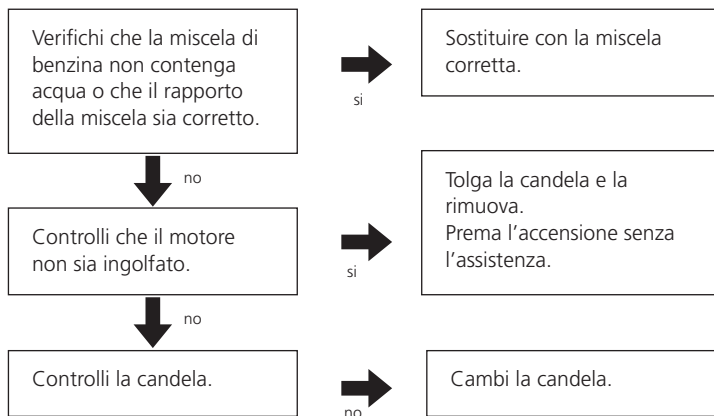 Verifichi che la miscela di
benzina non contenga
acqua o che il rapporto
della miscela sia corretto.
si
Sostituire con la miscela
corretta.
no
Controlli che il motore
non sia ingolfato.
si
Tolga la candela e la
rimuova.
Prema l'accensione senza
l'assistenza.
no
Controlli la candela.
no
Cambi la candela.